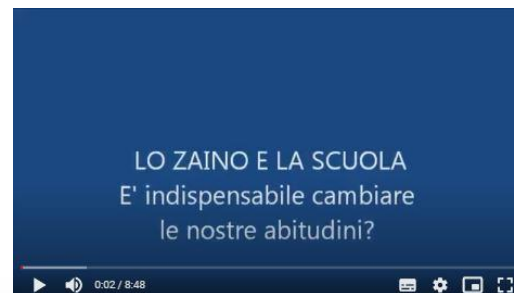 LO ZAINO E LA SCUOLA
E' indispensabile cambiare
le nostre abitudini?
0:02 / 8:48